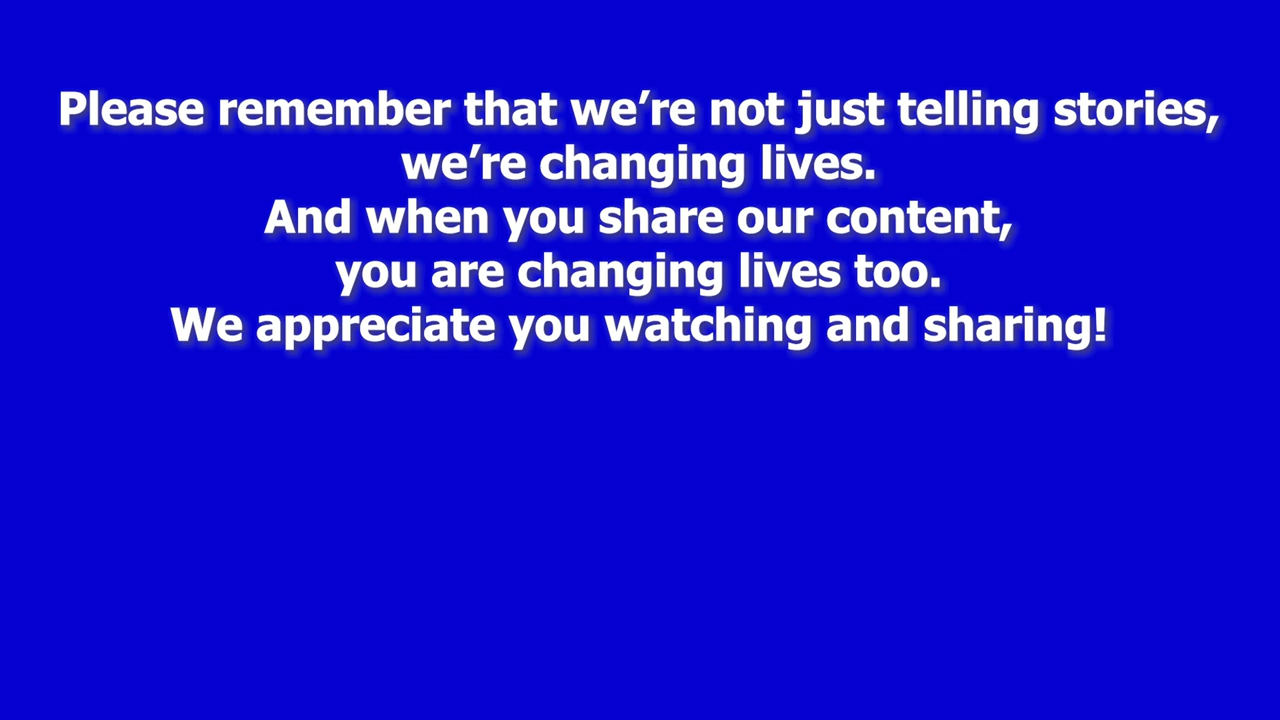 Please remember that we’re not just telling stories,
we’re changing lives.
And when you share our content,
you are changing lives too.
We appreciate you watching and sharing!